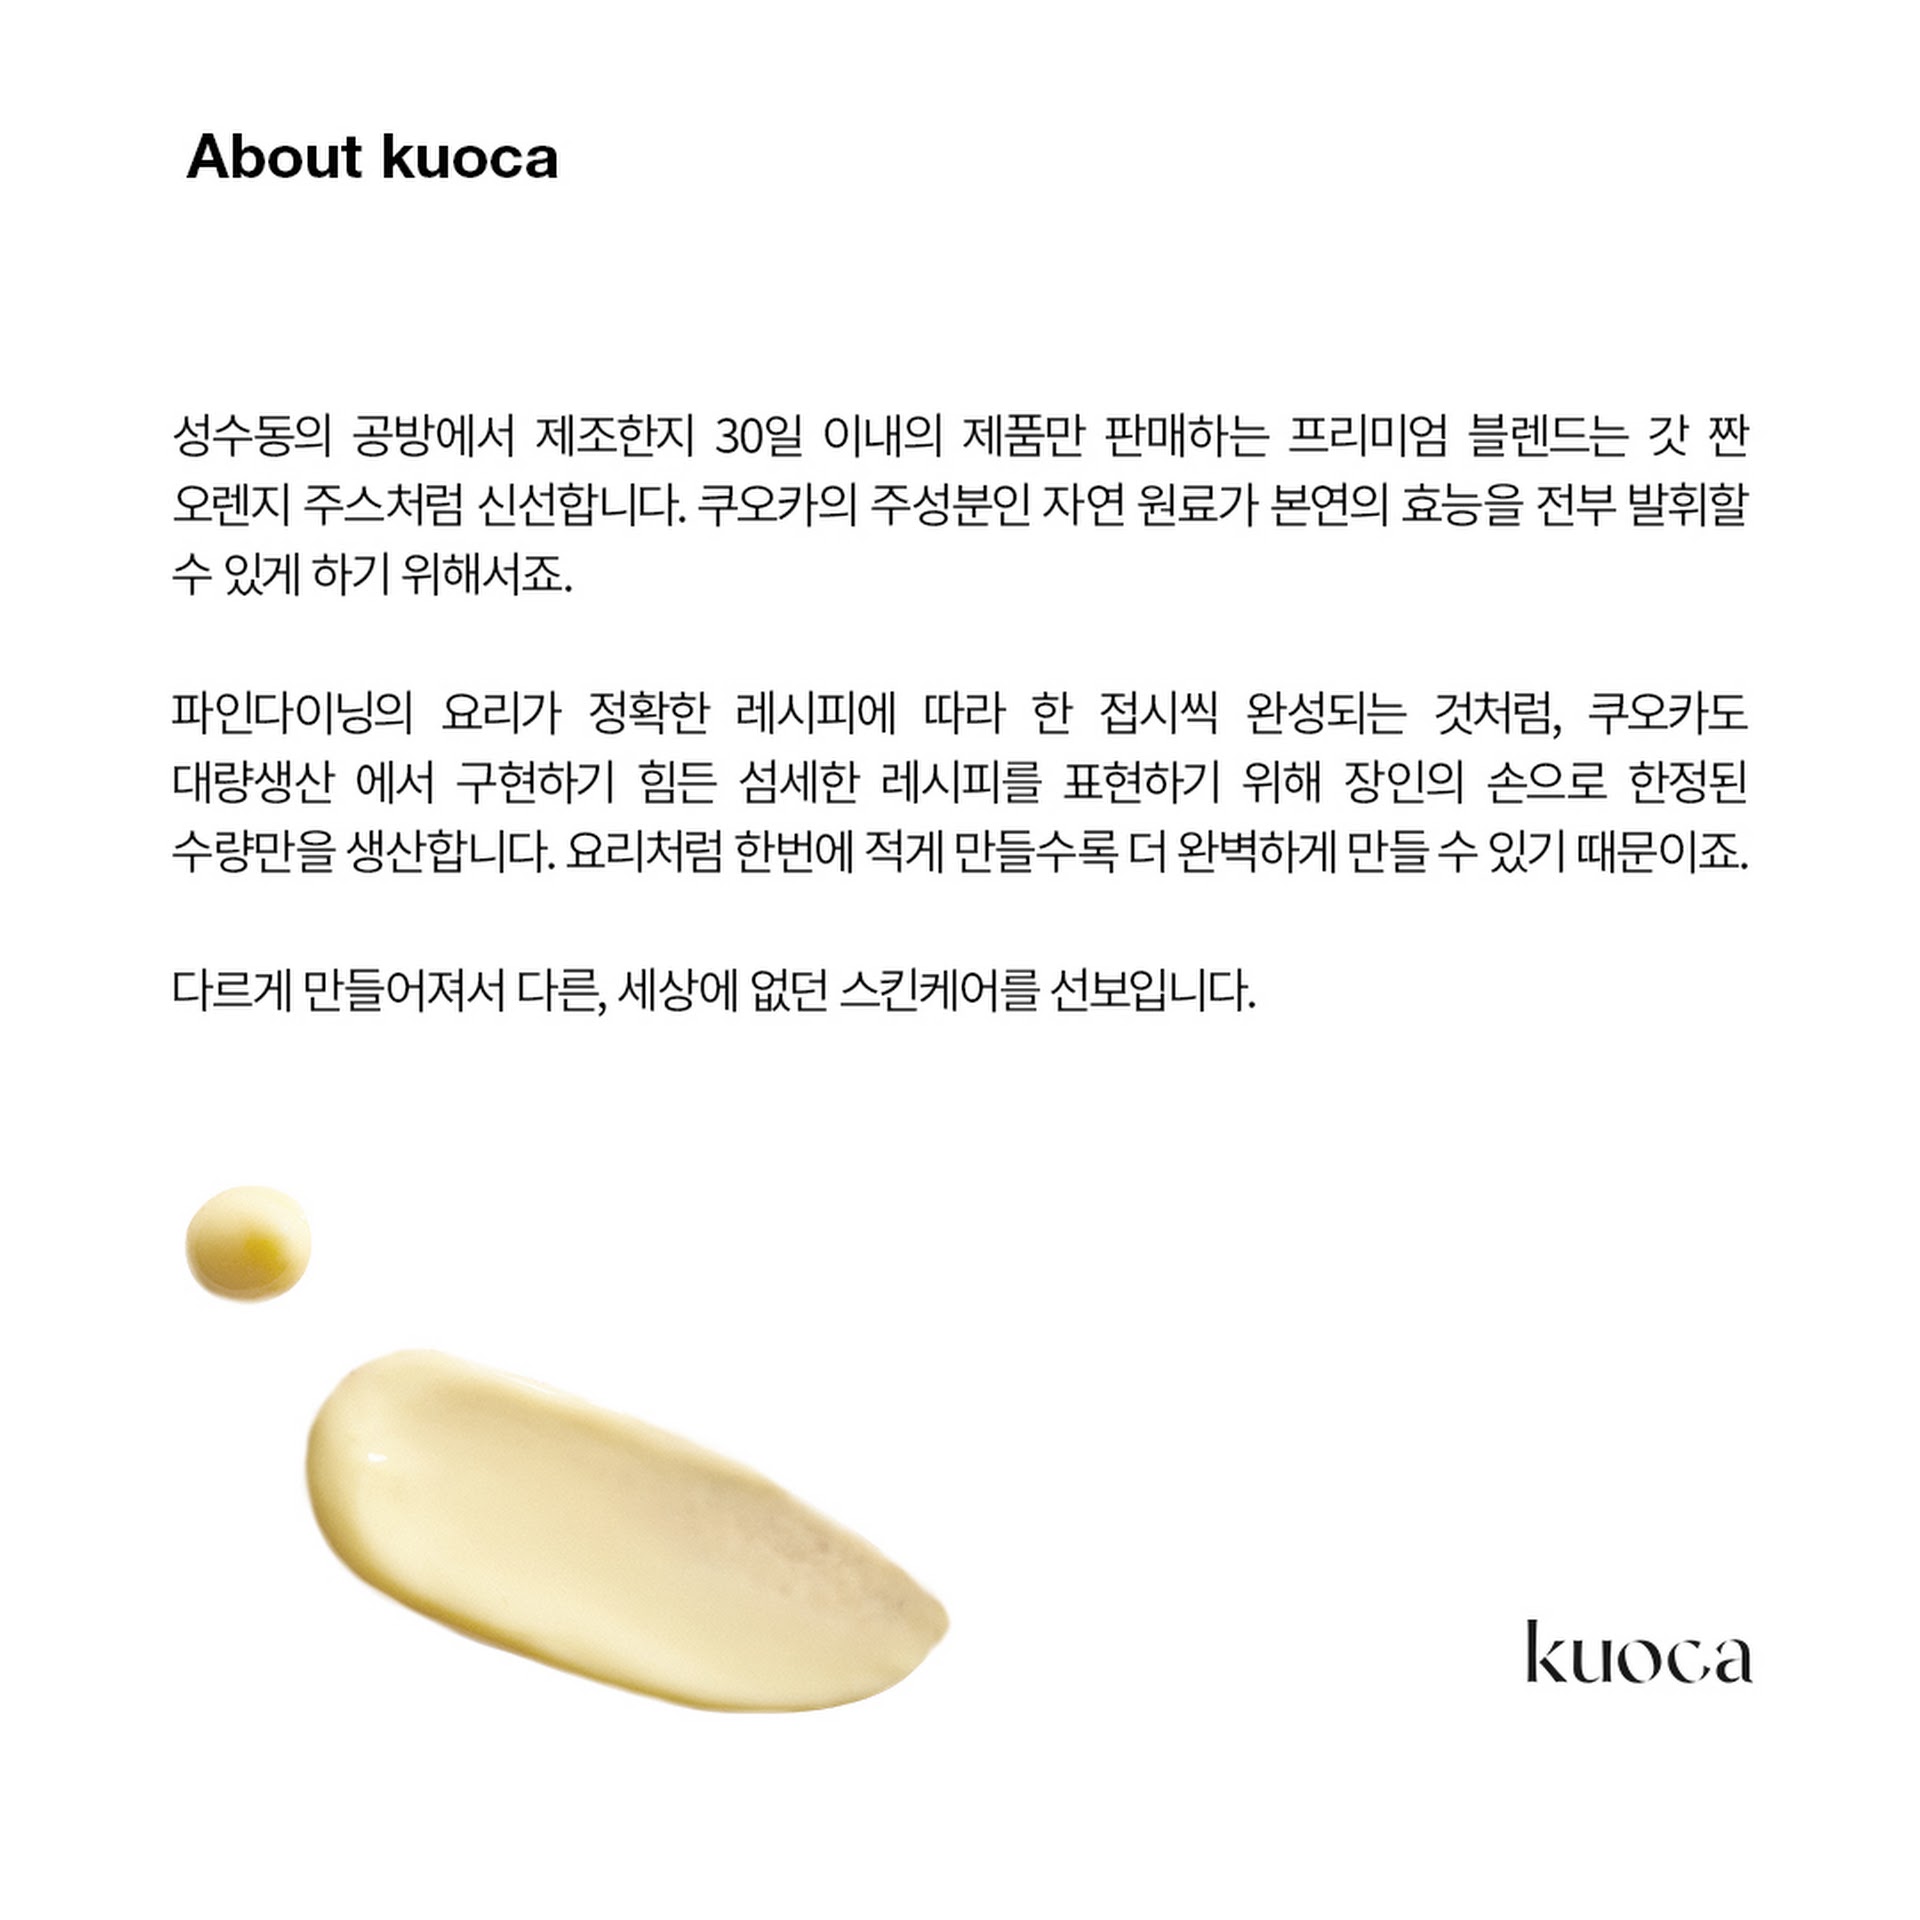 About kuoca
성수동의 공방에서 제조한지 30일 이내의 제품만 판매하는 프리미엄 블렌드는 갓 짠
오렌지 주스처럼 신선합니다. 쿠오카의 주성분인 자연 원료가 본연의 효능을 전부 발휘할
수 있게 하기 위해서죠.
파인다이닝의 요리가 정확한 레시피에 따라 한 접시씩 완성되는 것처럼, 쿠오카도
대량생산 에서 구현하기 힘든 섬세한 레시피를 표현하기 위해 장인의 손으로 한정된
수량만을 생산합니다. 요리처럼 한번에 적게 만들수록 더 완벽하게 만들 수 있기 때문이죠.
다르게 만들어져서 다른, 세상에 없던 스킨케어를 선보입니다.
kuoca